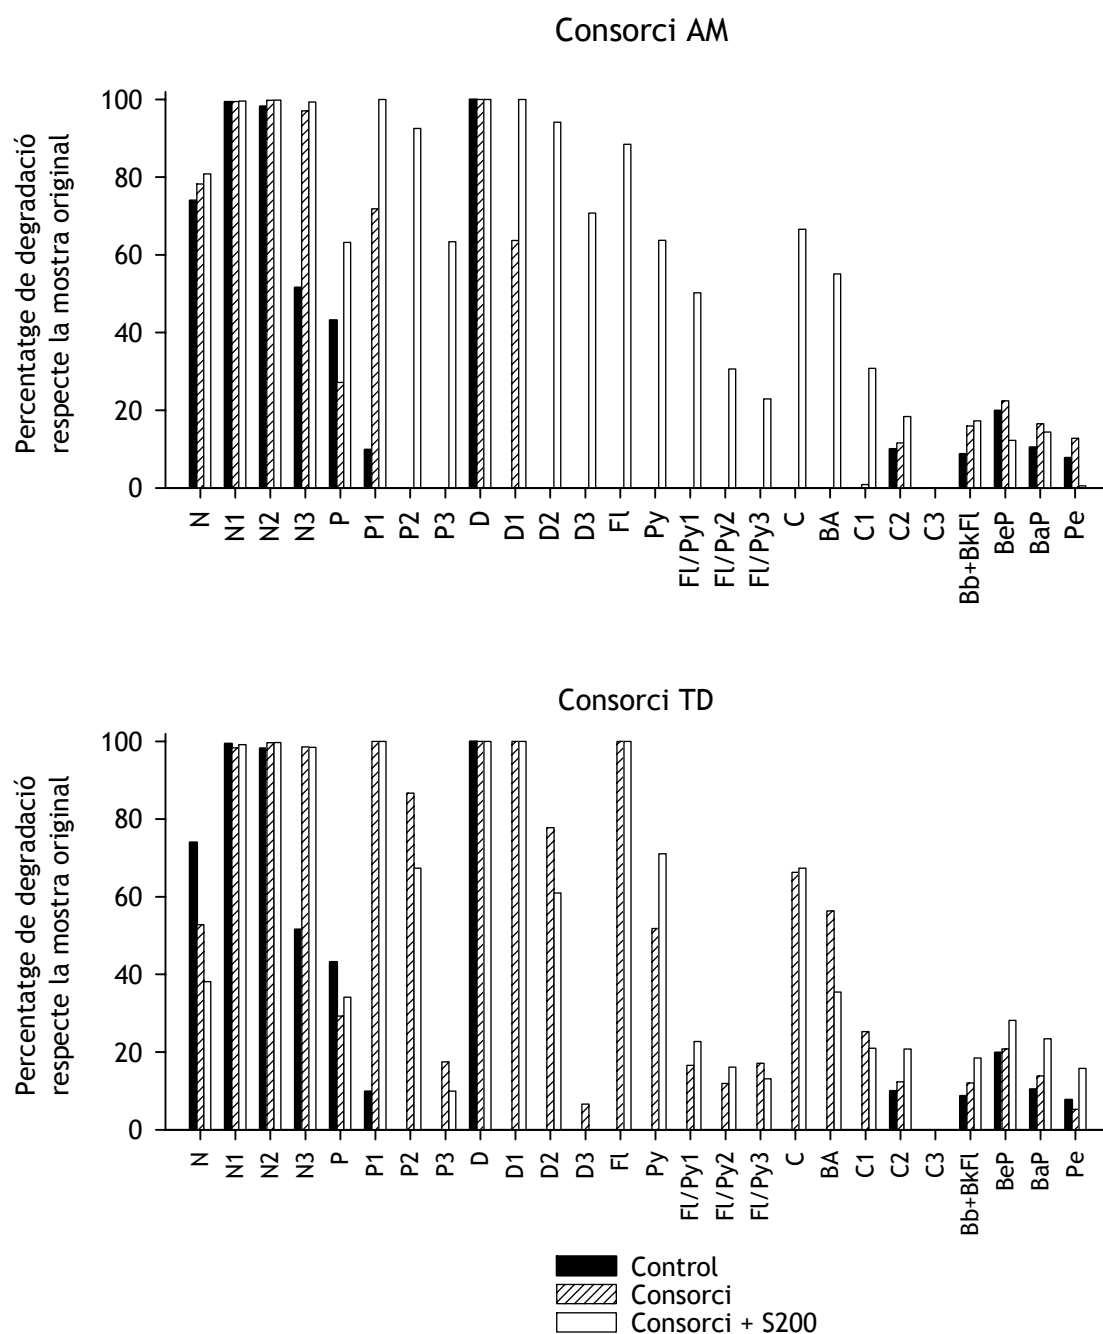 Consorci AM
Percentatge de degradació
respecte la mostra original
100
80
60
40
20
0
N N1 N2 N3 P P1 P2 P3 D D1 D2 D3 Fl Py Fl/Py1 Fl/Py2 Fl/Py3 C BA C1 C2 C3 Bb+BkFl BeP BaP Pe
Consorci TD
Percentatge de degradació
respecte la mostra original
100
80
60
40
20
0
N N1 N2 N3 P P1 P2 P3 D D1 D2 D3 Fl Py Fl/Py1 Fl/Py2 Fl/Py3 C BA C1 C2 C3 Bb+BkFl BeP BaP Pe
Control
Consorci
Consorci + S200